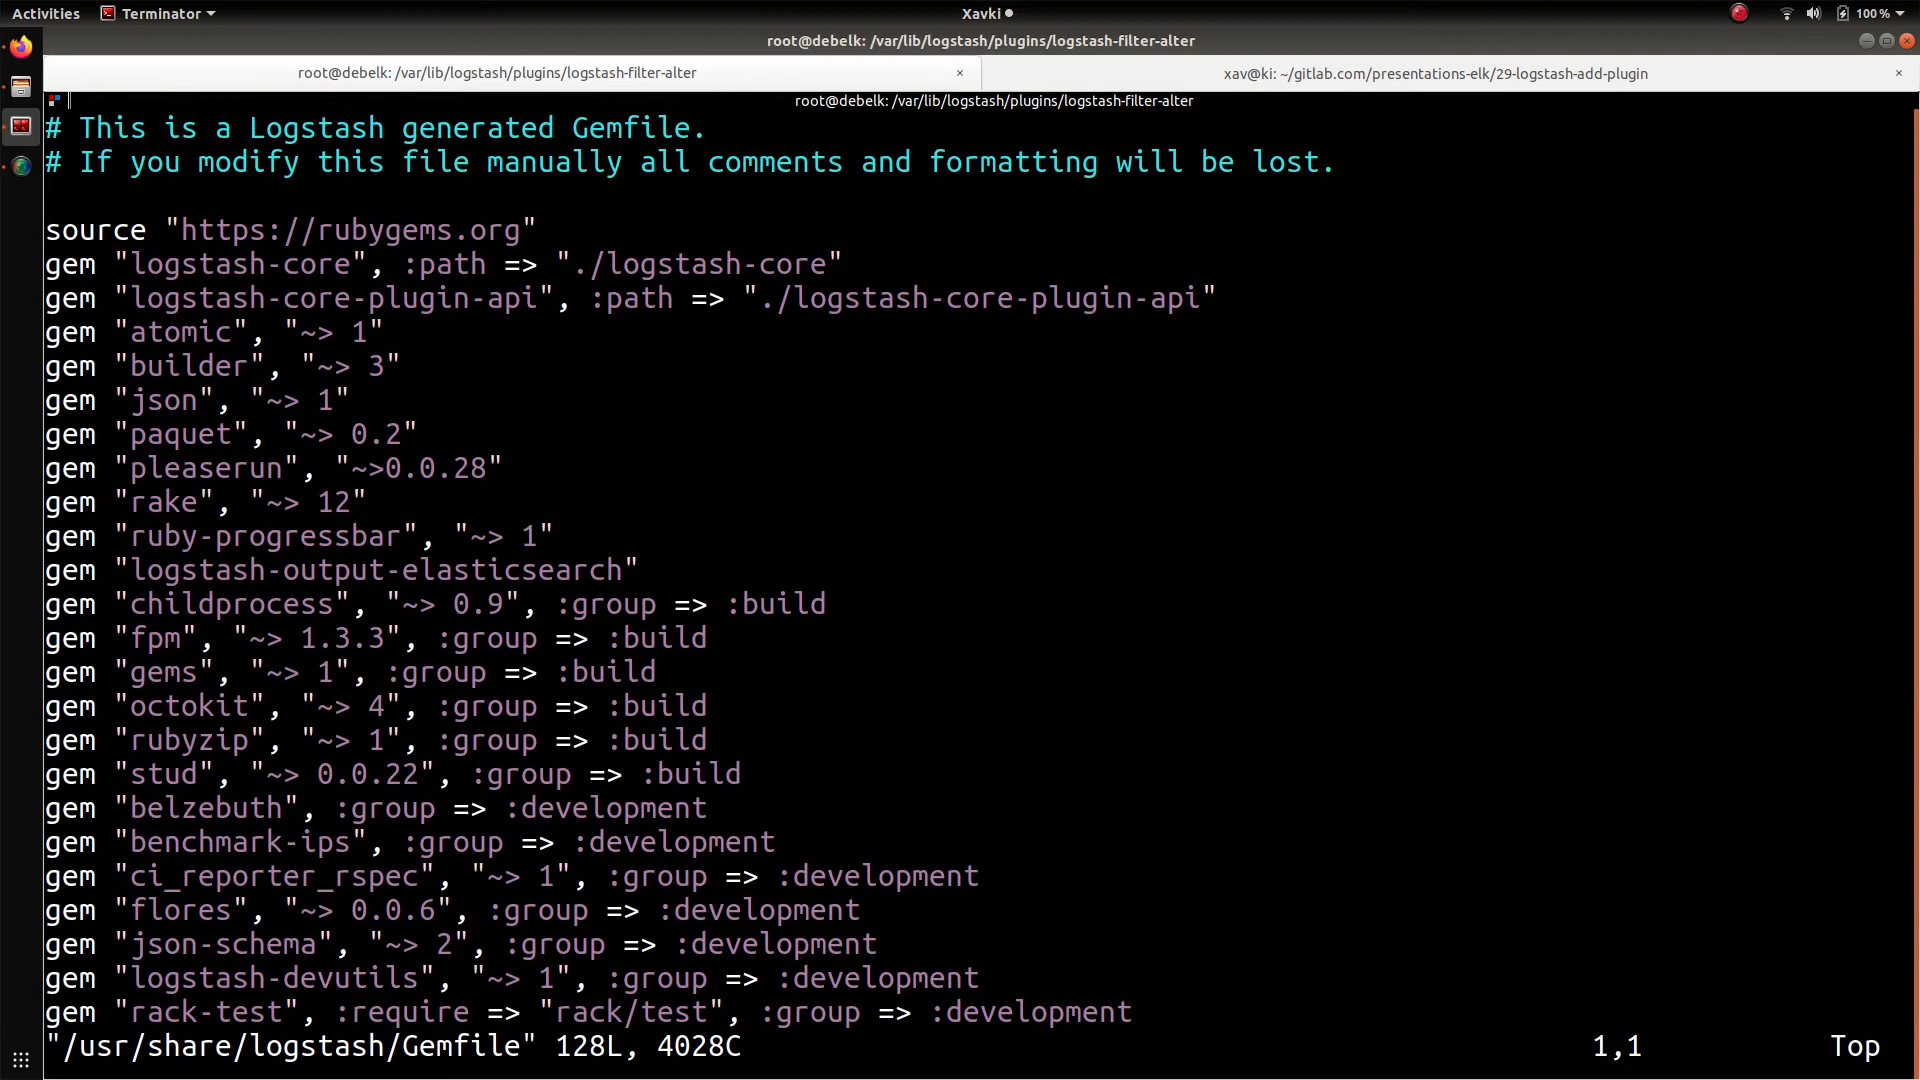 Activities Terminator Xavki 100 %
root@debelk: /var/lib/logstash/plugins/logstash-filter-alter
root@debelk: /var/lib/logstash/plugins/logstash-filter-alter × xav@ki: ~/gitlab.com/presentations-elk/29-logstash-add-plugin ×
root@debelk: /var/lib/logstash/plugins/logstash-filter-alter
# This is a Logstash generated Gemfile.
# If you modify this file manually all comments and formatting will be lost.
source "https://rubygems.org"
gem "logstash-core", :path => "./logstash-core"
gem "logstash-core-plugin-api", :path => "./logstash-core-plugin-api"
gem "atomic", "~> 1"
gem "builder", "~> 3"
gem "json", "~> 1"
gem "paquet", "~> 0.2"
gem "pleaserun", "~>0.0.28"
gem "rake", "~> 12"
gem "ruby-progressbar", "~> 1"
gem "logstash-output-elasticsearch"
gem "childprocess", "~> 0.9", :group => :build
gem "fpm", "~> 1.3.3", :group => :build
gem "gems", "~> 1", :group => :build
gem "octokit", "~> 4", :group => :build
gem "rubyzip", "~> 1", :group => :build
gem "stud", "~> 0.0.22", :group => :build
gem "belzebuth", :group => :development
gem "benchmark-ips", :group => :development
gem "ci_reporter_rspec", "~> 1", :group => :development
gem "flores", "~> 0.0.6", :group => :development
gem "json-schema", "~> 2", :group => :development
gem "logstash-devutils", "~> 1", :group => :development
gem "rack-test", :require => "rack/test", :group => :development
"/usr/share/logstash/Gemfile" 128L, 4028C 1,1 Top